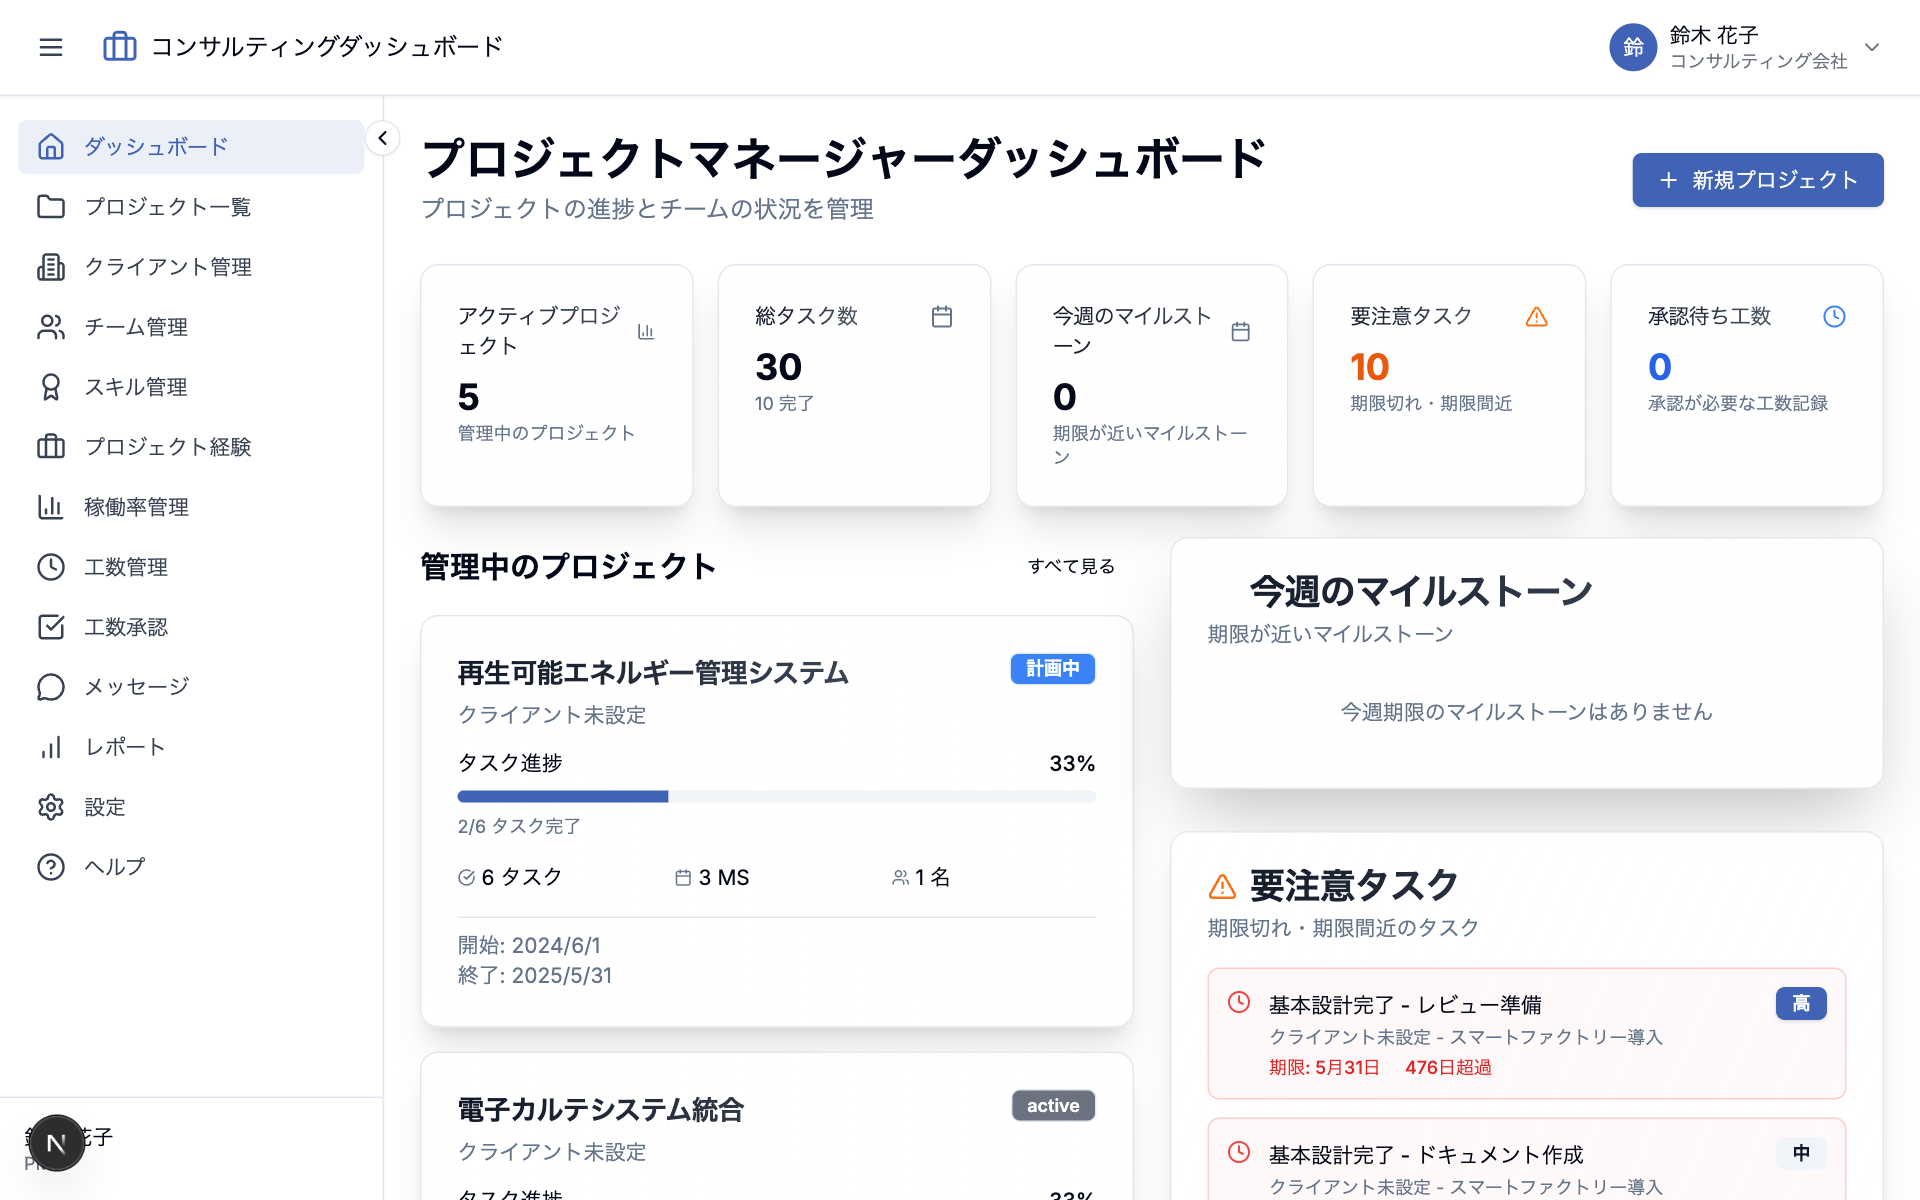 コンサルティングダッシュボード
鈴
鈴木 花子
コンサルティング会社
ダッシュボード
プロジェクト一覧
クライアント管理
チーム管理
スキル管理
プロジェクト経験
稼働率管理
工数管理
工数承認
メッセージ
レポート
設定
ヘルプ
花子
N
プロジェクトマネージャーダッシュボード
プロジェクトの進捗とチームの状況を管理
新規プロジェクト
アクティブプロジ
ェクト
5
管理中のプロジェクト
総タスク数
30
10 完了
今週のマイルスト
ーン
0
期限が近いマイルストー
ン
要注意タスク
10
期限切れ・期限間近
承認待ち工数
0
承認が必要な工数記録
管理中のプロジェクト
すべて見る
再生可能エネルギー管理システム
計画中
クライアント未設定
タスク進捗
33%
2/6 タスク完了
6 タスク
3 MS
1 名
開始: 2024/6/1
終了: 2025/5/31
電子カルテシステム統合
active
クライアント未設定
タスク進捗
33%
今週のマイルストーン
期限が近いマイルストーン
今週期限のマイルストーンはありません
要注意タスク
期限切れ・期限間近のタスク
基本設計完了 - レビュー準備
高
クライアント未設定 - スマートファクトリー導入
期限: 5月31日 476日超過
基本設計完了 - ドキュメント作成
中
クライアント未設定 - スマートファクトリー導入